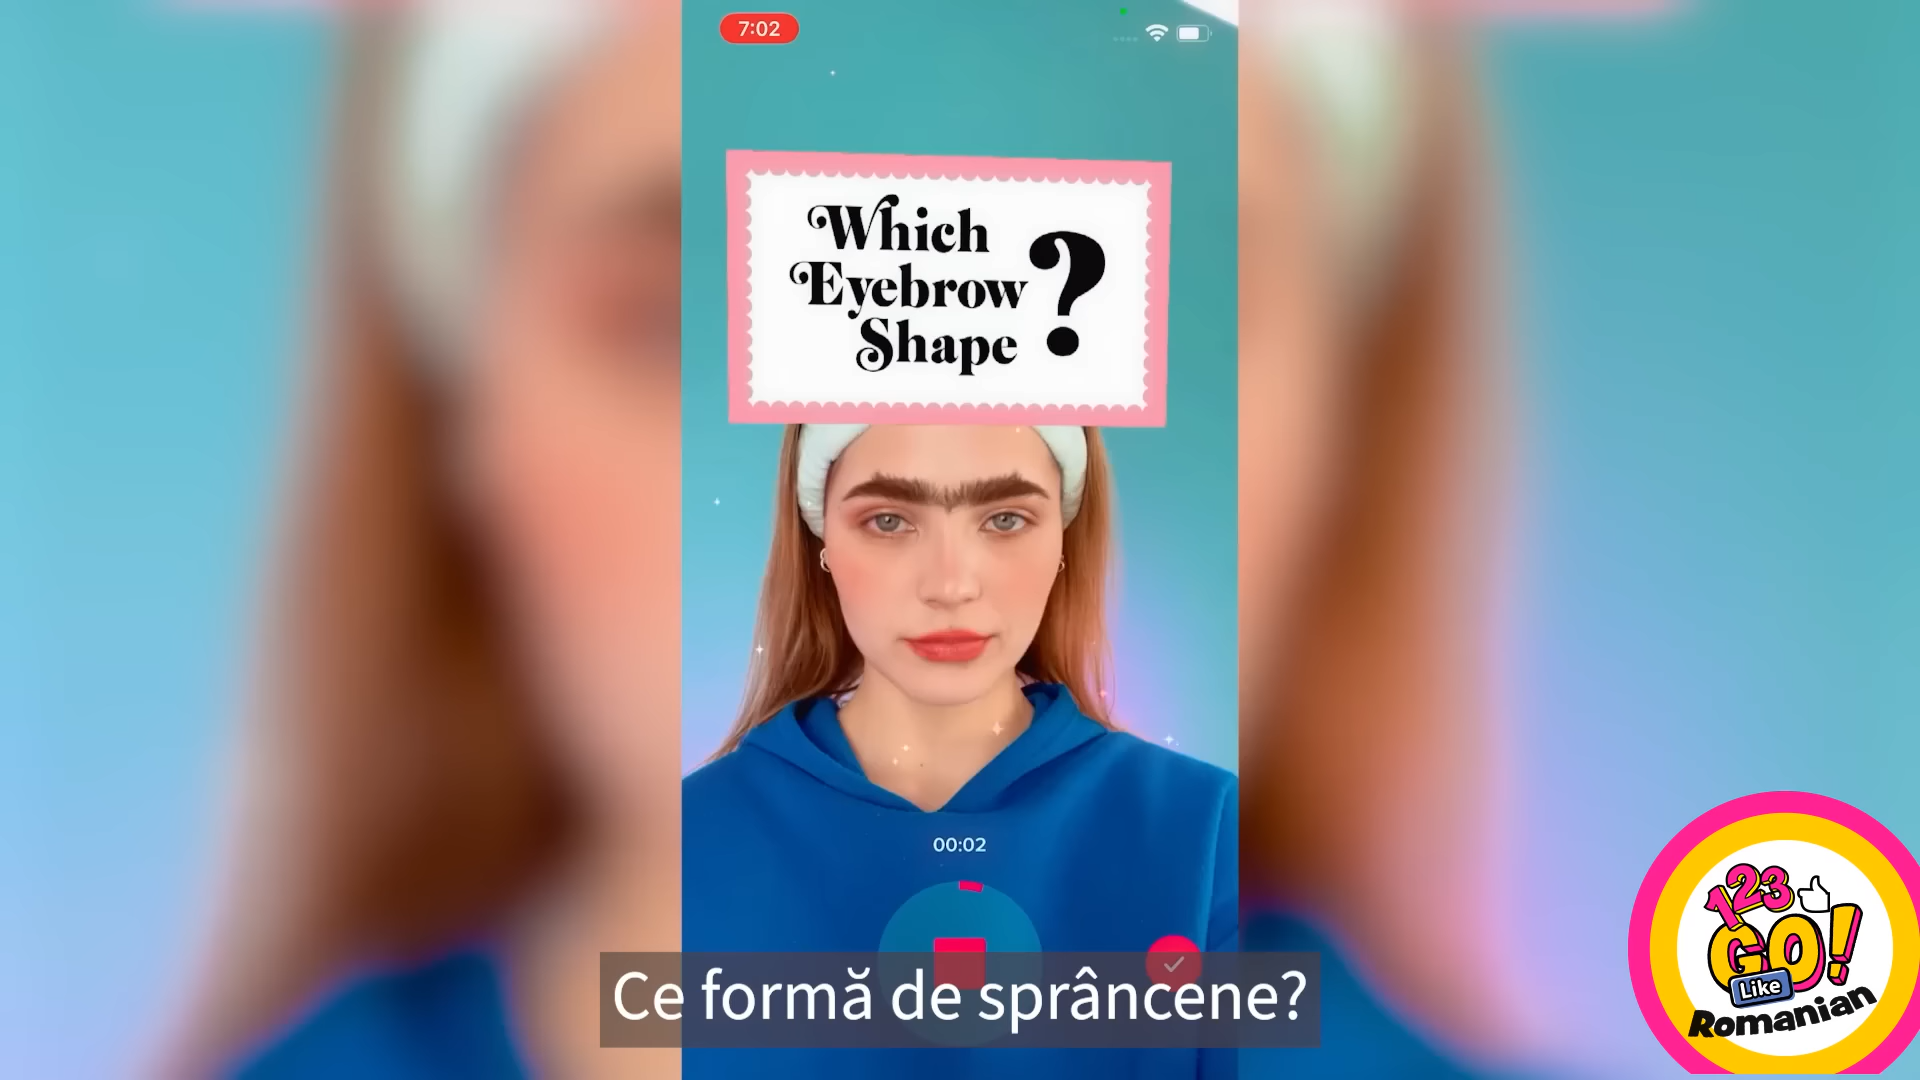 7:02
Which
Eyebrow
Shape ?
00:02
Ce formă de sprâncene?
123
GO!
Like
Romanian